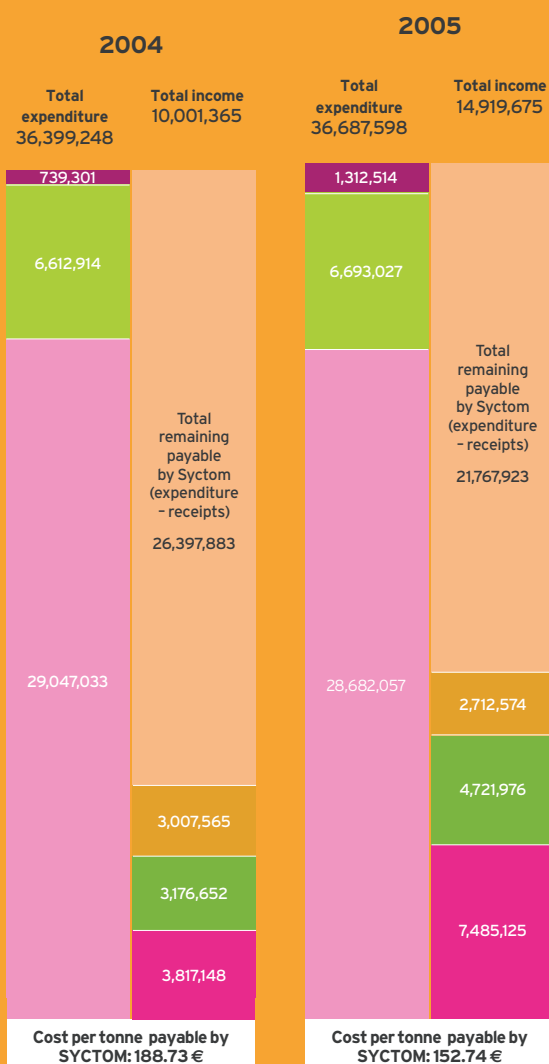 2004
Total
expenditure
36,399,248
Total income
10,001,365
739,301
6,612,914
29,047,033
Total
remaining
payable
by Syctom
(expenditure
– receipts)
26,397,883
3,007,565
3,176,652
3,817,148
Cost per tonne payable by
SYCTOM: 188.73 €
2005
Total
expenditure
36,687,598
Total income
14,919,675
1,312,514
6,693,027
28,682,057
Total
remaining
payable
by Syctom
(expenditure
– receipts)
21,767,923
2,712,574
4,721,976
7,485,125
Cost per tonne payable by
SYCTOM: 152.74 €